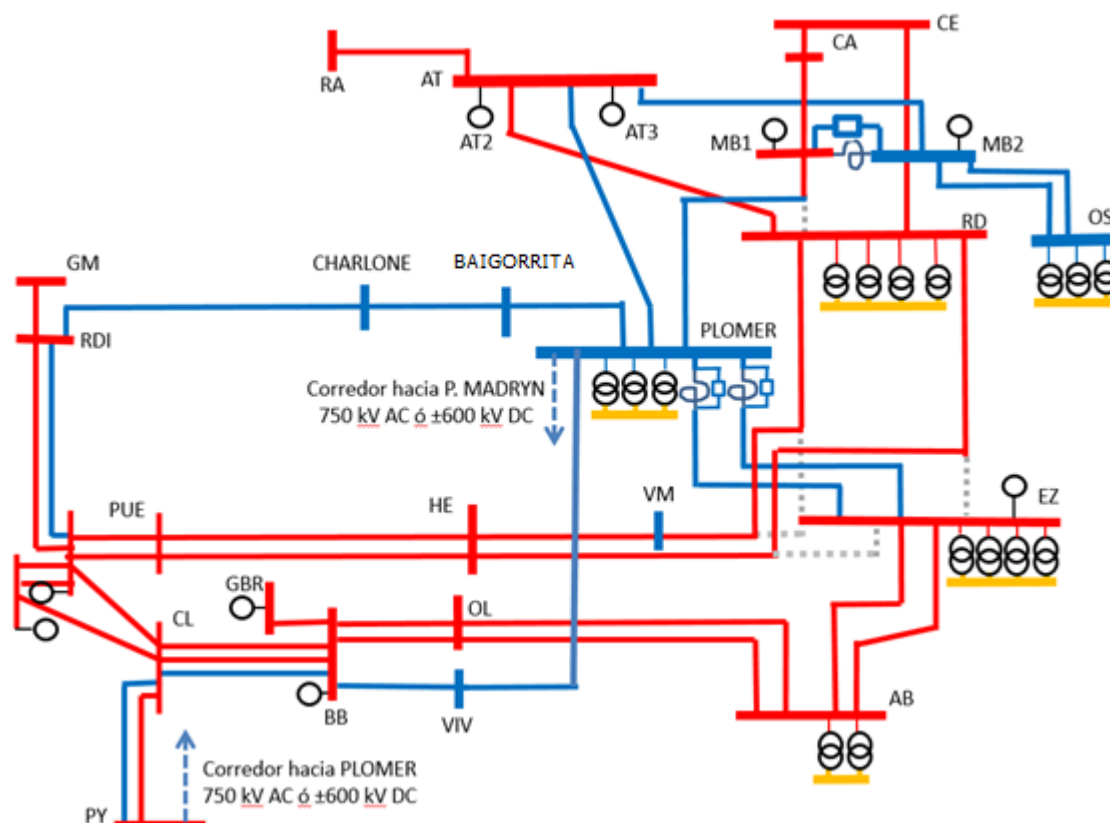 CE
CA
RA
AT
AT2
AT3
MB1
MB2
RD
OS
GM
CHARLONE
BAIGORRITA
RDI
PLOMER
Corredor hacia P. MADRYN
750 kV AC ó ±600 kV DC
PUE
HE
VM
EZ
GBR
OL
CL
BB
VIV
AB
Corredor hacia PLOMER
750 kV AC ó ±600 kV DC
PY